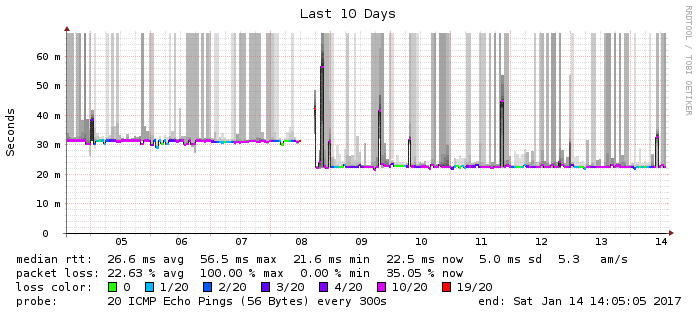 Last 10 Days
RRDTOOL / TOBI OETIKER
Seconds
60 m
50 m
40 m
30 m
20 m
10 m
0
05 06 07 08 09 10 11 12 13 14
median rtt: 26.6 ms avg 56.5 ms max 21.6 ms min 22.5 ms now 5.0 ms sd 5.3 am/s
packet loss: 22.63 % avg 100.00 % max 0.00 % min 35.05 % now
loss color: 0 1/20 2/20 3/20 4/20 10/20 19/20
probe: 20 ICMP Echo Pings (56 Bytes) every 300s end: Sat Jan 14 14:05:05 2017